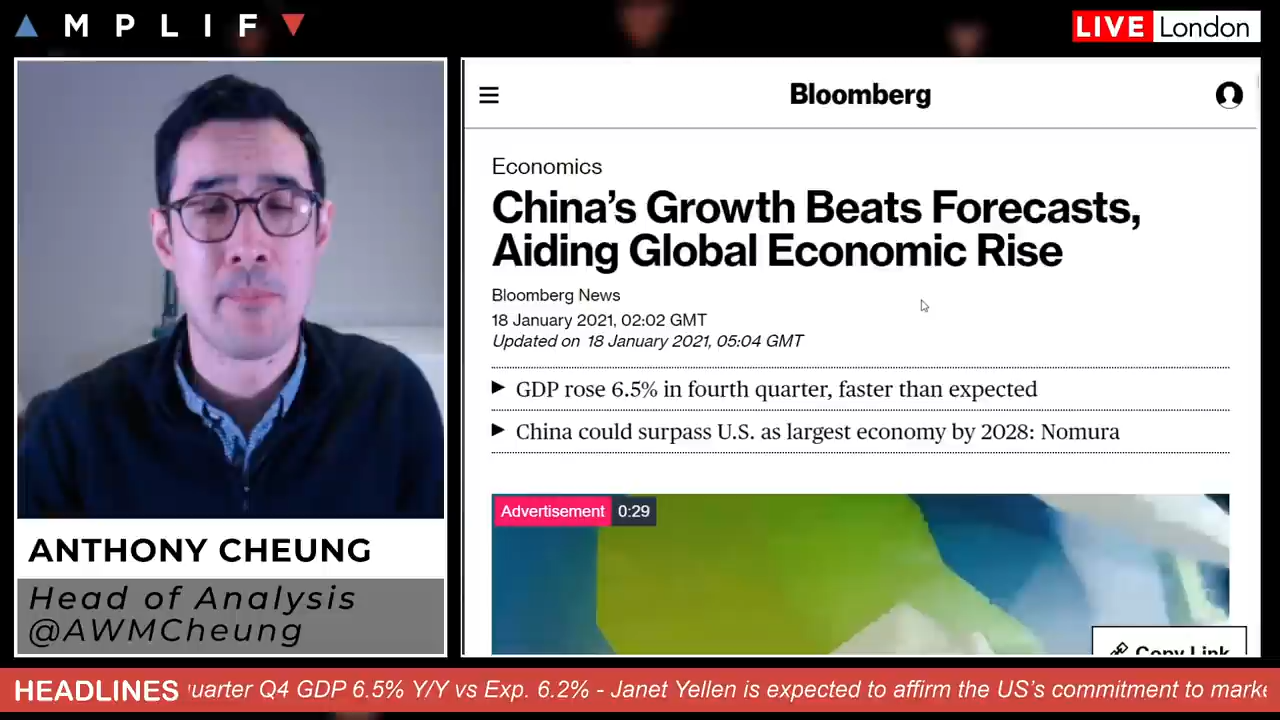 AMPLIFY
LIVE London
Bloomberg
Economics
China's Growth Beats Forecasts,
Aiding Global Economic Rise
Bloomberg News
18 January 2021, 02:02 GMT
Updated on 18 January 2021, 05:04 GMT
GDP rose 6.5% in fourth quarter, faster than expected
China could surpass U.S. as largest economy by 2028: Nomura
Advertisement 0:29
Copy Link
ANTHONY CHEUNG
Head of Analysis
@AWMCheung
HEADLINES uarter Q4 GDP 6.5% Y/Y vs Exp. 6.2% - Janet Yellen is expected to affirm the US's commitment to marke